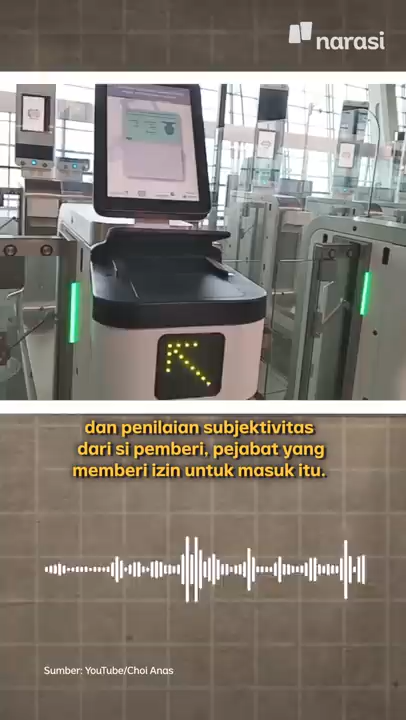 narasi
dan penilaian subjektivitas
dari si pemberi, pejabat yang
memberi izin untuk masuk itu.
Sumber: YouTube/Choi Anas